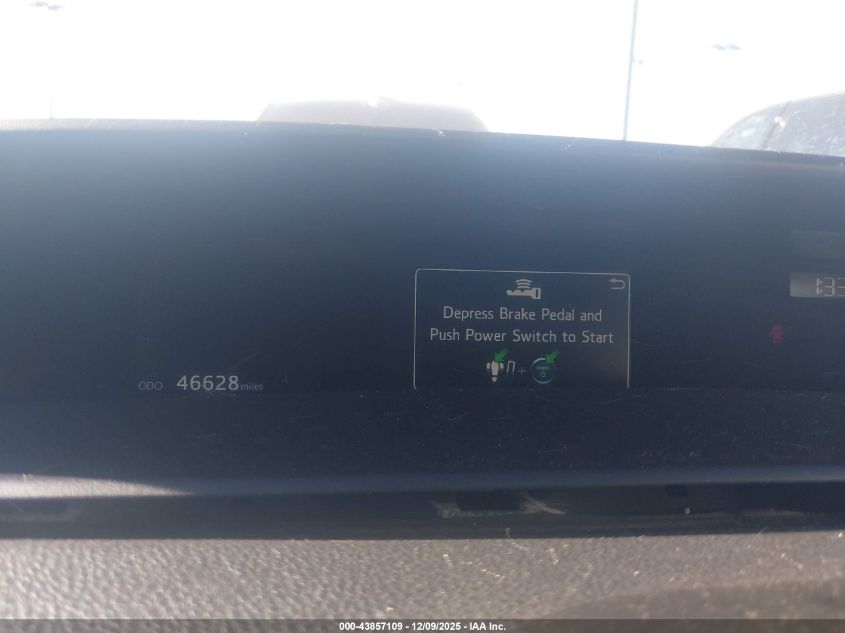 Depress Brake Pedal and
Push Power Switch to Start
ODO 46628 miles
POWER
000-43857109 - 12/09/2025 - IAA Inc.